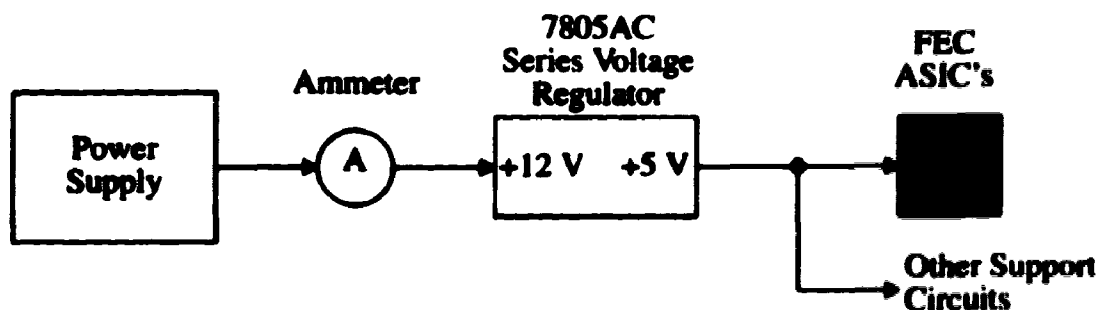 7805AC
Series Voltage
Regulator
FEC
ASIC's
Ammeter
Power
Supply
A
+12 V +5 V
Other Support
Circuits